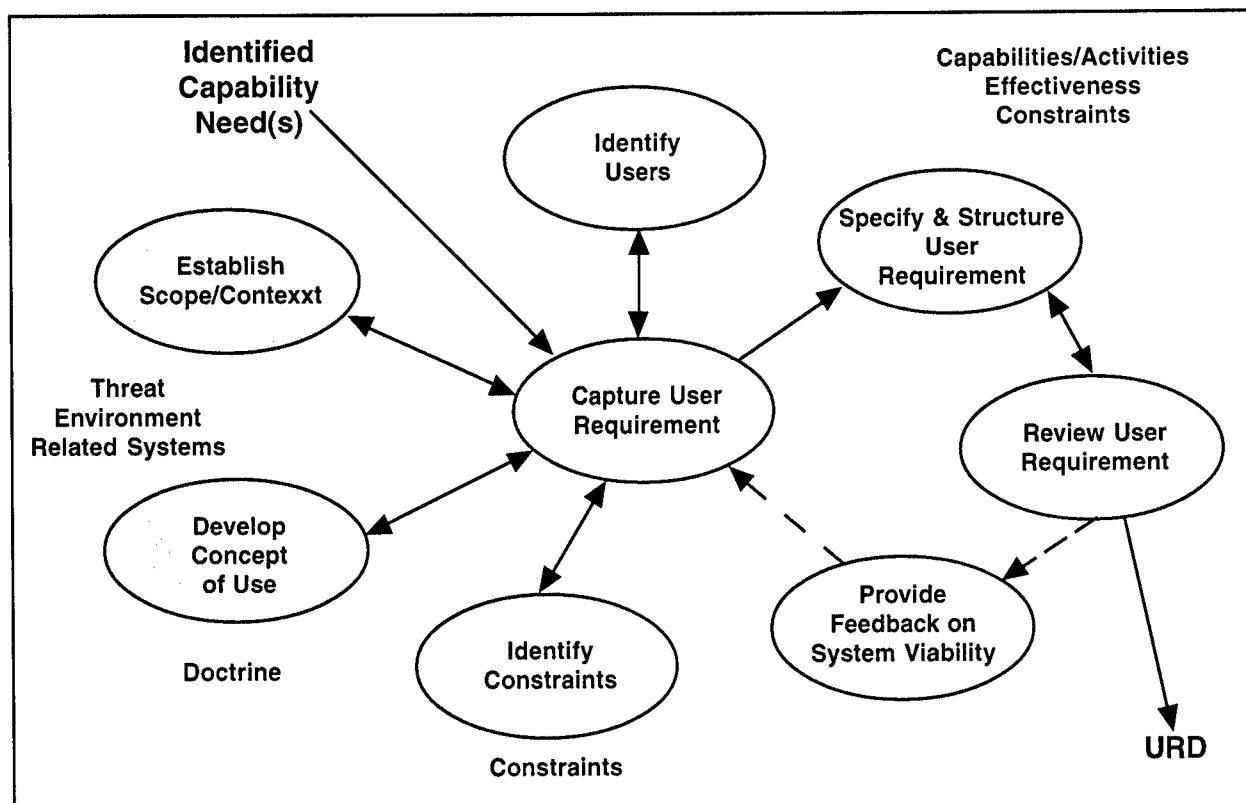 Identified
Capability
Need(s)
Capabilities/Activities
Effectiveness
Constraints
Identify
Users
Specify & Structure
User
Requirement
Establish
Scope/Contexxt
Capture User
Requirement
Threat
Environment
Related Systems
Review User
Requirement
Develop
Concept
of Use
Provide
Feedback on
System Viability
Identify
Constraints
Doctrine
Constraints
URD